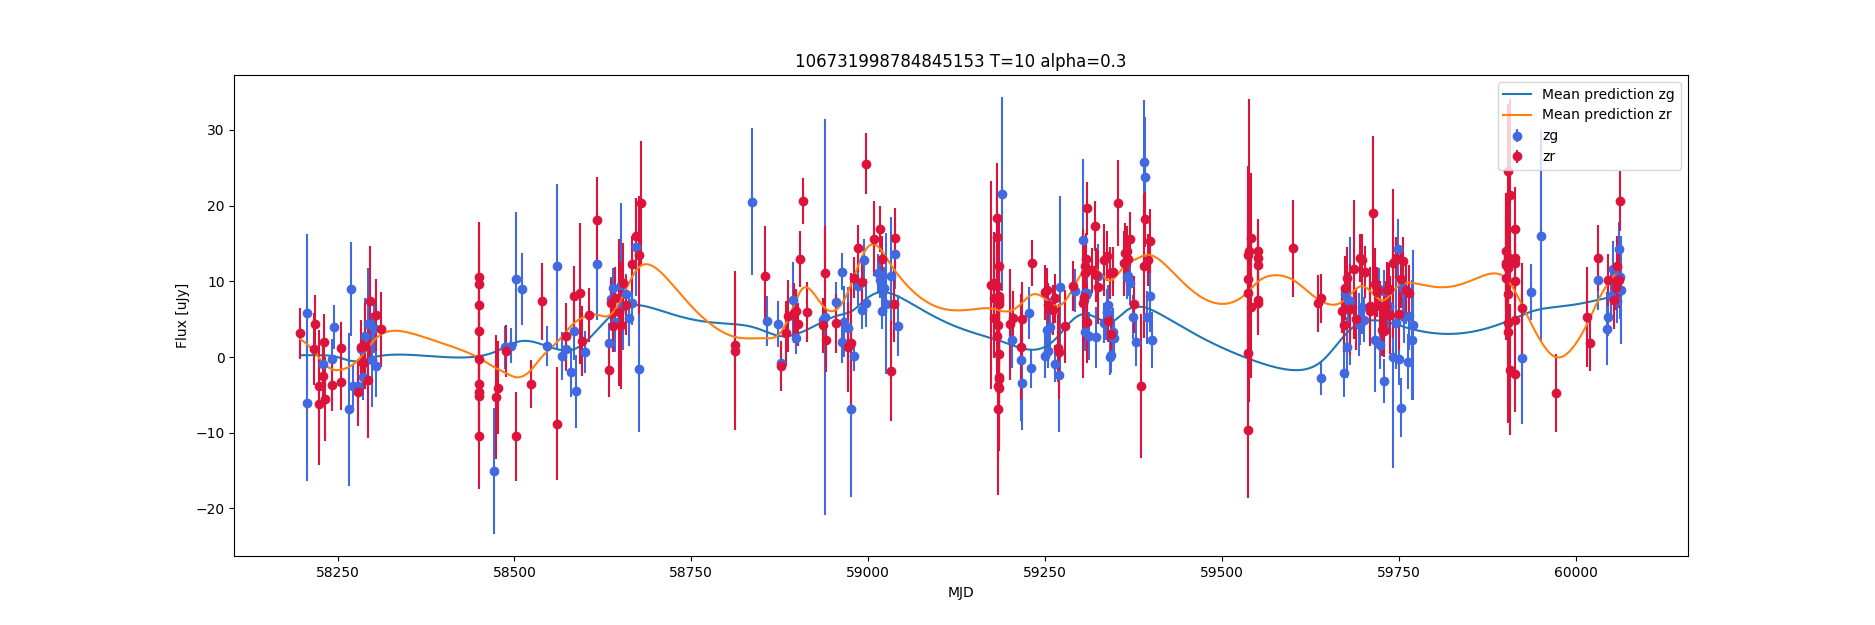 106731998784845153 T=10 alpha=0.3
Mean prediction zg
Mean prediction zr
zg
zr
Flux [uJy]
30
20
10
0
−10
−20
58250 58500 58750 59000 59250 59500 59750 60000
MJD